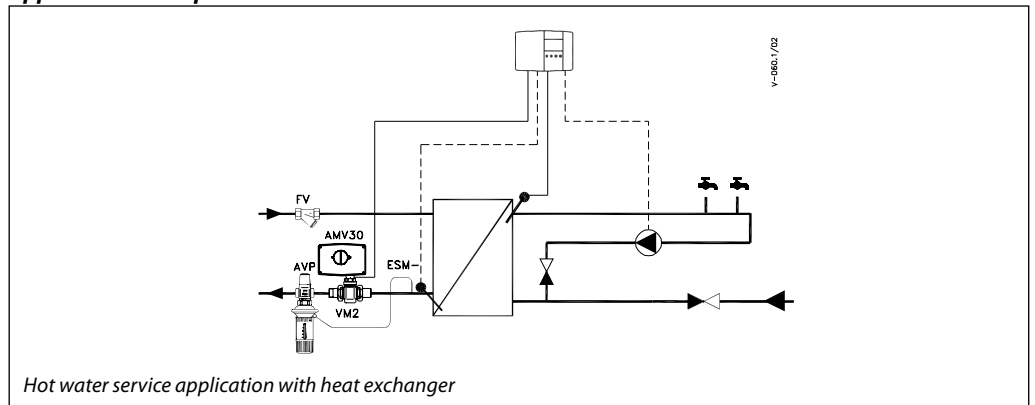 V-060.1/02
FV
AMV30
AVP
ESM-
VM2
Hot water service application with heat exchanger